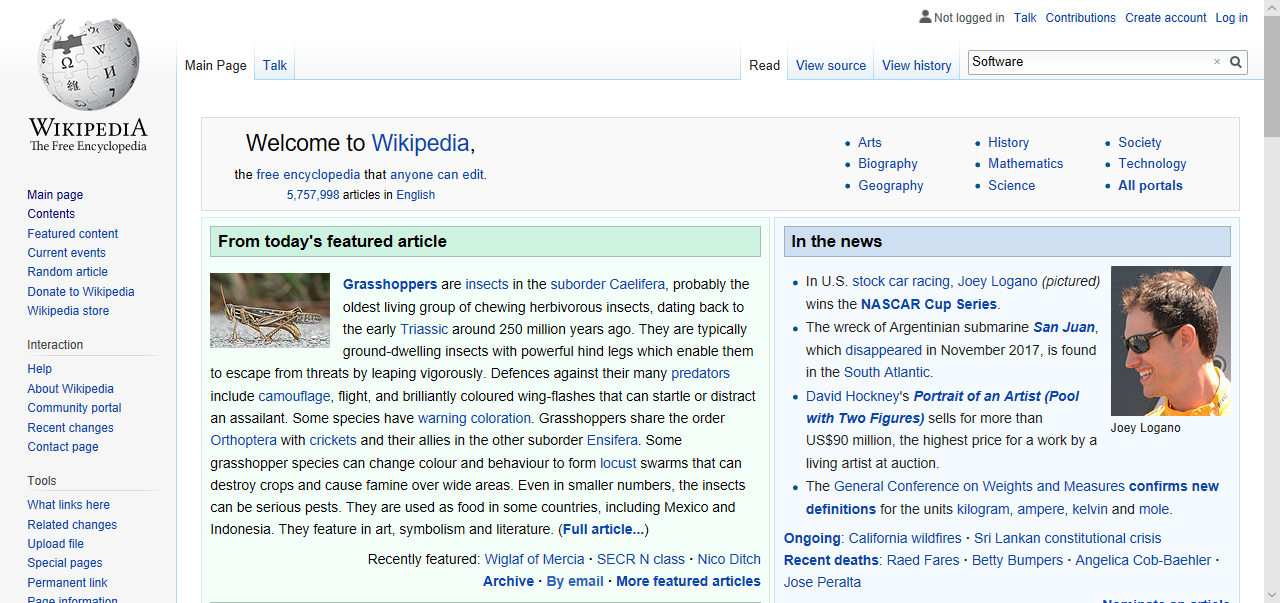 Not logged in Talk Contributions Create account Log in
Main Page Talk Read View source View history Software
WIKIPEDIA
The Free Encyclopedia
Main page
Contents
Featured content
Current events
Random article
Donate to Wikipedia
Wikipedia store
Interaction
Help
About Wikipedia
Community portal
Recent changes
Contact page
Tools
What links here
Related changes
Upload file
Special pages
Permanent link
Page information
Welcome to Wikipedia,
the free encyclopedia that anyone can edit.
5,757,998 articles in English
Arts
Biography
Geography
History
Mathematics
Science
Society
Technology
All portals
From today's featured article
Grasshoppers are insects in the suborder Caelifera, probably the
oldest living group of chewing herbivorous insects, dating back to
the early Triassic around 250 million years ago. They are typically
ground-dwelling insects with powerful hind legs which enable them
to escape from threats by leaping vigorously. Defences against their many predators
include camouflage, flight, and brilliantly coloured wing-flashes that can startle or distract
an assailant. Some species have warning coloration. Grasshoppers share the order
Orthoptera with crickets and their allies in the other suborder Ensifera. Some
grasshopper species can change colour and behaviour to form locust swarms that can
destroy crops and cause famine over wide areas. Even in smaller numbers, the insects
can be serious pests. They are used as food in some countries, including Mexico and
Indonesia. They feature in art, symbolism and literature. (Full article...)
Recently featured: Wiglaf of Mercia · SECR N class · Nico Ditch
Archive · By email · More featured articles
In the news
In U.S. stock car racing, Joey Logano (pictured)
wins the NASCAR Cup Series.
The wreck of Argentinian submarine San Juan,
which disappeared in November 2017, is found
in the South Atlantic.
David Hockney's Portrait of an Artist (Pool
with Two Figures) sells for more than
US$90 million, the highest price for a work by a
living artist at auction.
The General Conference on Weights and Measures confirms new
definitions for the units kilogram, ampere, kelvin and mole.
Joey Logano
Ongoing: California wildfires · Sri Lankan constitutional crisis
Recent deaths: Raed Fares · Betty Bumpers · Angelica Cob-Baehler ·
Jose Peralta
Nominate an article